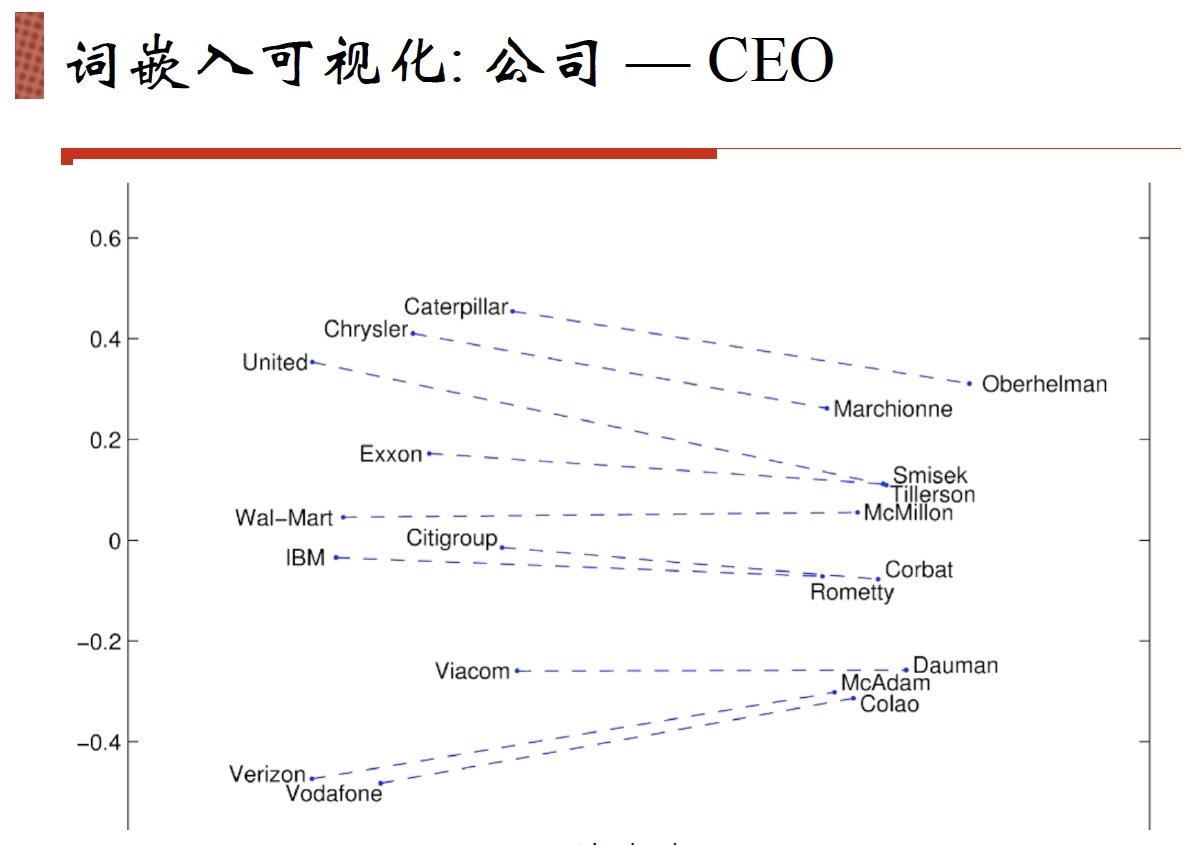 词嵌入可视化: 公司 — CEO
0.6
Caterpillar
Chrysler
0.4
United
Oberhelman
Marchionne
0.2
Exxon
Smisek
Tillerson
Wal-Mart
McMillon
Citigroup
0
IBM
Corbat
Rometty
-0.2
Viacom
Dauman
McAdam
Colao
-0.4
Verizon
Vodafone